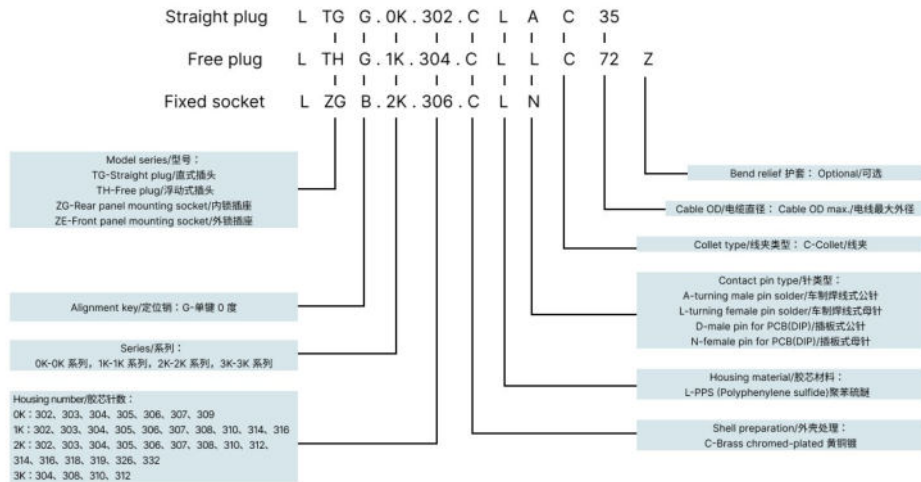 Straight plug L TG G . 0K . 302 . C L A C 35
Free plug L TH G . 1K . 304 . C L L C 72 Z
Fixed socket L ZG B . 2K . 306 . C L N
Model series/型号：
TG-Straight plug/直式插头
TH-Free plug/浮动式插头
ZG-Rear panel mounting socket/内锁插座
ZE-Front panel mounting socket/外锁插座
Alignment key/定位销：G-单键 0 度
Series/系列：
0K-0K 系列，1K-1K 系列，2K-2K 系列，3K-3K 系列
Housing number/胶芯针数：
0K：302、303、304、305、306、307、309
1K：302、303、304、305、306、307、308、310、314、316
2K：302、303、304、305、306、307、308、310、312、
314、316、318、319、326、332
3K：304、308、310、312
Bend relief 护套： Optional/可选
Cable OD/电缆直径： Cable OD max./电线最大外径
Collet type/线夹类型： C-Collet/线夹
Contact pin type/针类型：
A-turning male pin solder/车制焊线式公针
L-turning female pin solder/车制焊线式母针
D-male pin for PCB(DIP)/插板式公针
N-female pin for PCB(DIP)/插板式母针
Housing material/胶芯材料：
L-PPS (Polyphenylene sulfide)聚苯硫醚
Shell preparation/外壳处理：
C-Brass chromed-plated 黄铜镀